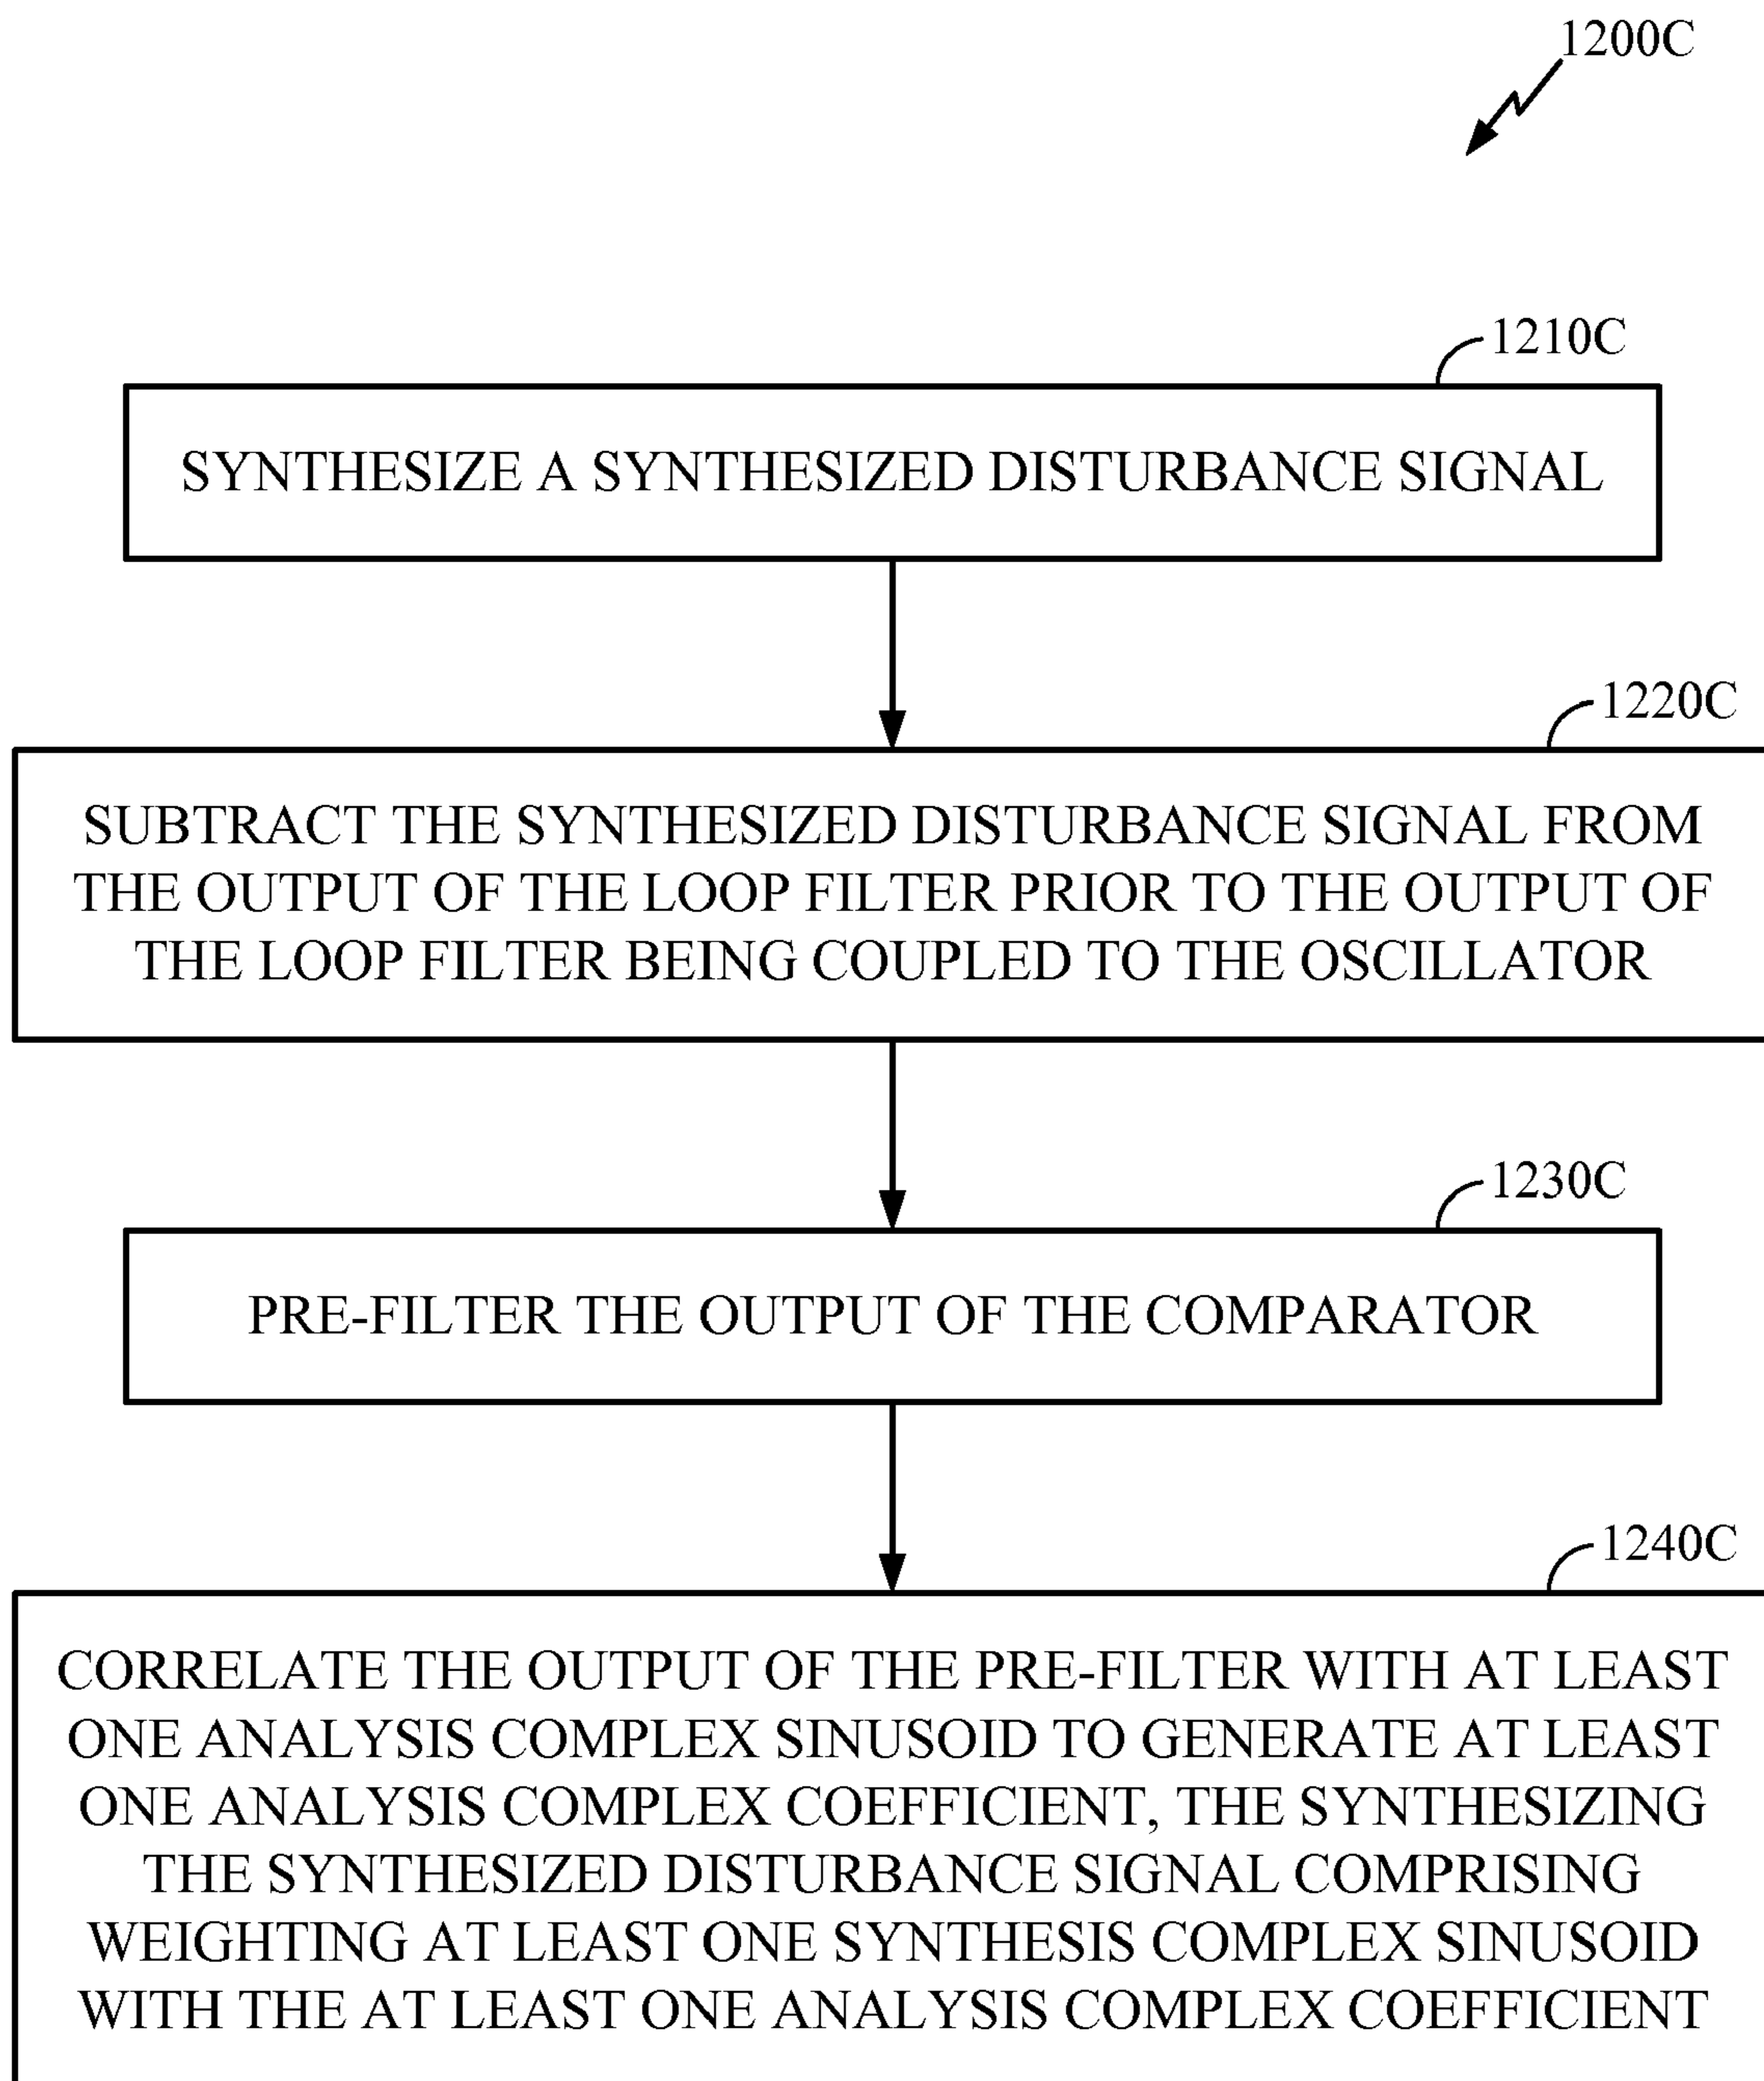 1200C
1210C
SYNTHESIZE A SYNTHESIZED DISTURBANCE SIGNAL
1220C
SUBTRACT THE SYNTHESIZED DISTURBANCE SIGNAL FROM
THE OUTPUT OF THE LOOP FILTER PRIOR TO THE OUTPUT OF
THE LOOP FILTER BEING COUPLED TO THE OSCILLATOR
1230C
PRE-FILTER THE OUTPUT OF THE COMPARATOR
1240C
CORRELATE THE OUTPUT OF THE PRE-FILTER WITH AT LEAST
ONE ANALYSIS COMPLEX SINUSOID TO GENERATE AT LEAST
ONE ANALYSIS COMPLEX COEFFICIENT, THE SYNTHESIZING
THE SYNTHESIZED DISTURBANCE SIGNAL COMPRISING
WEIGHTING AT LEAST ONE SYNTHESIS COMPLEX SINUSOID
WITH THE AT LEAST ONE ANALYSIS COMPLEX COEFFICIENT